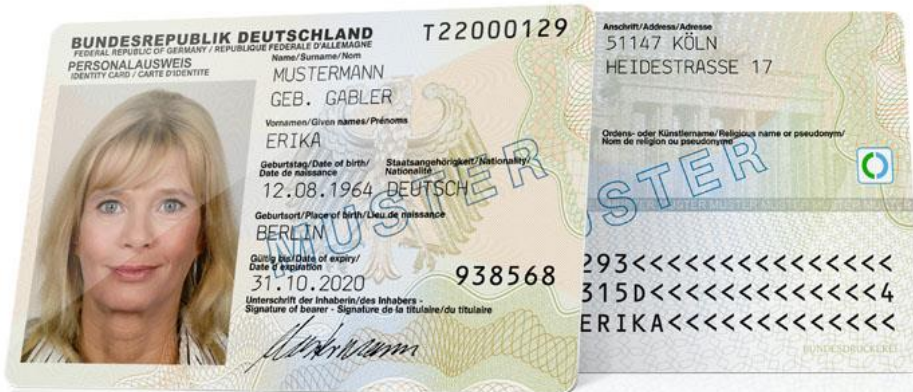 BUNDESREPUBLIK DEUTSCHLAND
FEDERAL REPUBLIC OF GERMANY / REPUBLIQUE FEDERALE D'ALLEMAGNE
PERSONALAUSWEIS
IDENTITY CARD / CARTE D'IDENTITE
T22000129
Name/Surname/Nom
MUSTERMANN
GEB. GABLER
Vornamen/Given names/Prénoms
ERIKA
Geburtstag/Date of birth/
Date de naissance
Staatsangehörigkeit/Nationality/
Nationalité
12.08.1964 DEUTSCH
Geburtsort/Place of birth/Lieu de naissance
BERLIN
Gültig bis/Date of expiry/
Date d'expiration
31.10.2020
938568
Unterschrift der Inhaberin/des Inhabers -
Signature of bearer - Signature de la titulaire/du titulaire
Mustermann
MUSTER
Anschrift/Address/Adresse
51147 KÖLN
HEIDESTRASSE 17
Ordens- oder Künstlername/Religious name or pseudonym/
Nom de religion ou pseudonyme
MUSTER
293<<<<<<<<<<<<<<<
315D<<<<<<<<<<<<<4
ERIKA<<<<<<<<<<<<<
BUNDESDRUCKEREI